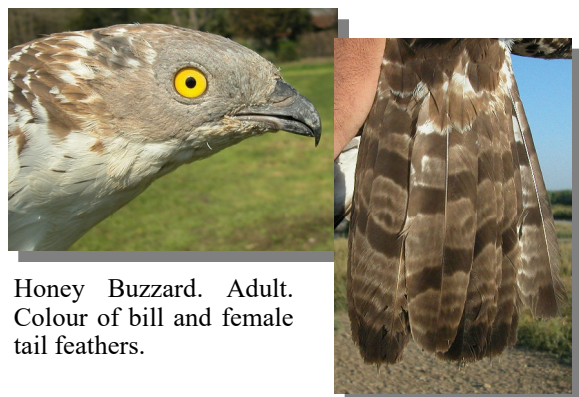 Honey Buzzard. Adult.
Colour of bill and female
tail feathers.